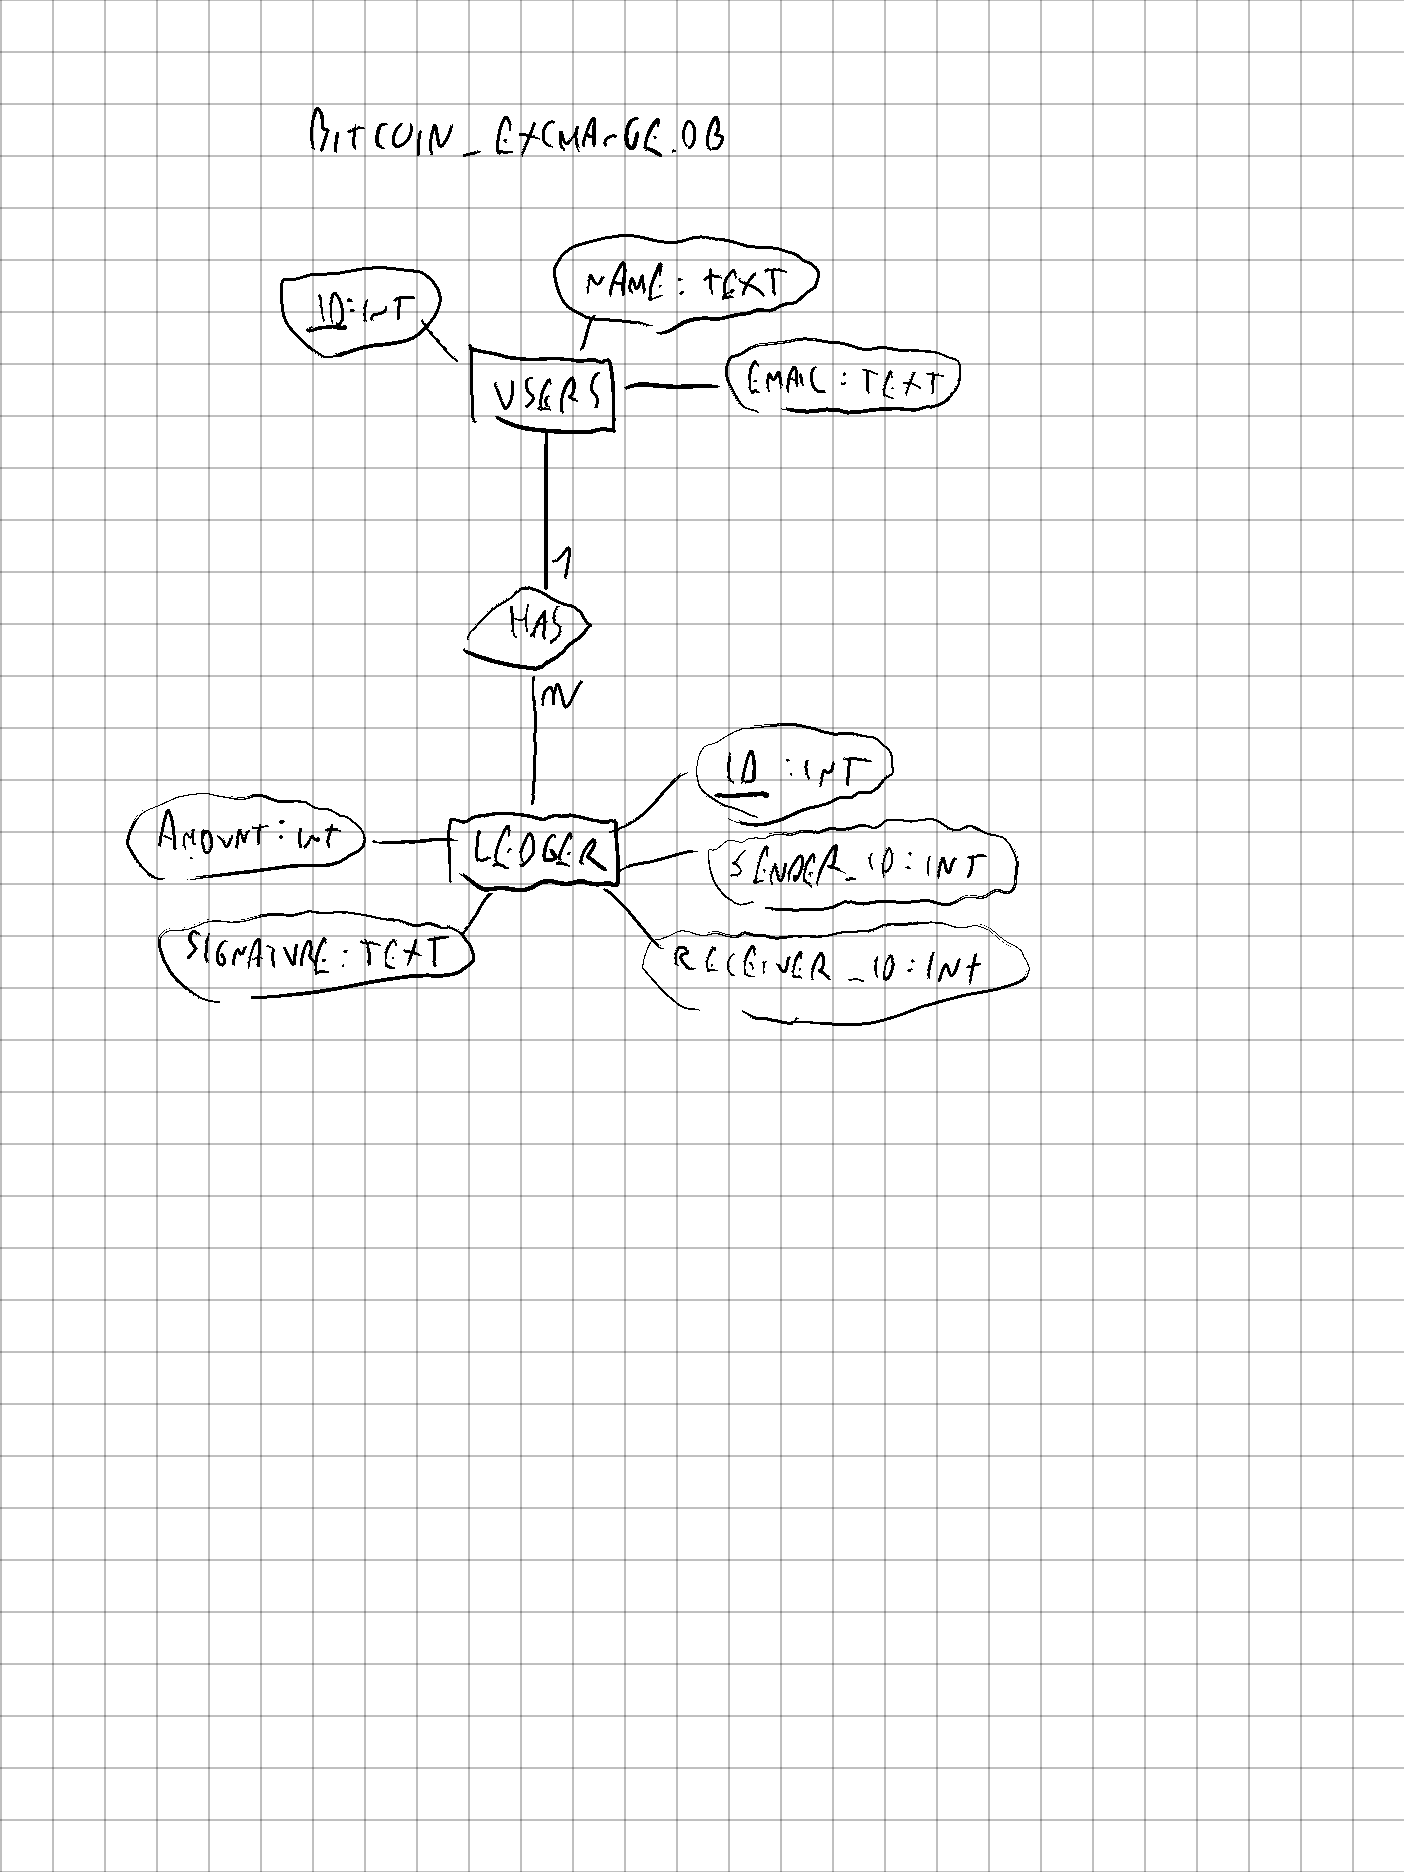 BITCOIN_EXCHANGE.DB
NAME: TEXT
ID:INT
EMAIL: TEXT
USERS
1
HAS
N
ID :INT
AMOUNT: INT
LEDGER
SENDER_ID: INT
SIGNATURE: TEXT
RECEIVER_ID: INT